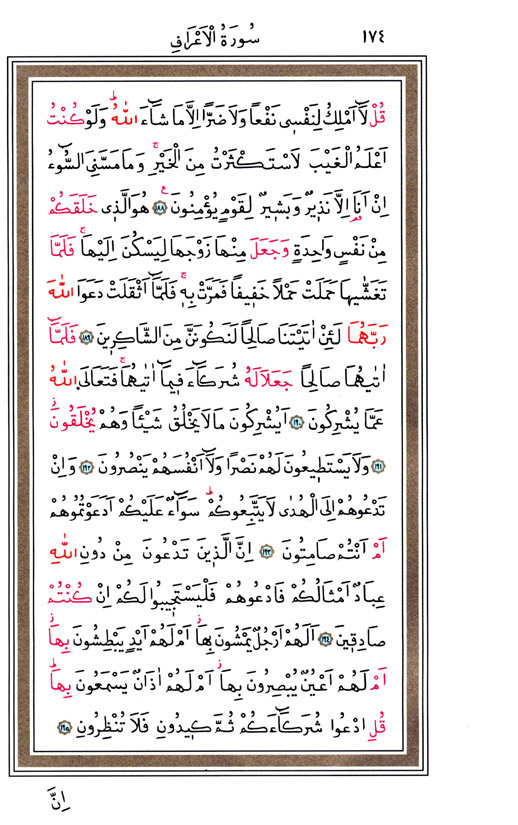 سُورَةُ الْاَعْرَافِ ١٧٤
قُلْ لَٓا اَمْلِكُ لِنَفْس۪ي نَفْعًا وَلَا ضَرًّا اِلَّا مَا شَٓاءَ اللّٰهُۜ وَلَوْ كُنْتُ
اَعْلَمُ الْغَيْبَ لَاسْتَكْثَرْتُ مِنَ الْخَيْرِۚ وَمَا مَسَّنِيَ السُّٓوءُ
اِنْ اَنَا۬ اِلَّا نَذ۪يرٌ وَبَش۪يرٌ لِقَوْمٍ يُؤْمِنُونَ۟ ﴿١٨٨﴾ هُوَ الَّذ۪ي خَلَقَكُمْ
مِنْ نَفْسٍ وَاحِدَةٍ وَجَعَلَ مِنْهَا زَوْجَهَا لِيَسْكُنَ اِلَيْهَاۚ فَلَمَّا
تَغَشّٰيهَا حَمَلَتْ حَمْلًا خَف۪يفًا فَمَرَّتْ بِه۪ۚ فَلَمَّٓا اَثْقَلَتْ دَعَوَا اللّٰهَ
رَبَّهُمَا لَئِنْ اٰتَيْتَنَا صَالِحًا لَنَكُونَنَّ مِنَ الشَّاكِر۪ينَ ﴿١٨٩﴾ فَلَمَّٓا
اٰتٰيهُمَا صَالِحًا جَعَلَا لَهُ شُرَكَٓاءَ ف۪يمَٓا اٰتٰيهُمَاۚ فَتَعَالَى اللّٰهُ
عَمَّا يُشْرِكُونَ ﴿١٩٠﴾ اَيُشْرِكُونَ مَا لَا يَخْلُقُ شَيْـًٔا وَهُمْ يُخْلَقُونَۘ
﴿١٩١﴾ وَلَا يَسْتَط۪يعُونَ لَهُمْ نَصْرًا وَلَٓا اَنْفُسَهُمْ يَنْصُرُونَ ﴿١٩٢﴾ وَاِنْ
تَدْعُوهُمْ اِلَى الْهُدٰى لَا يَتَّبِعُوكُمْۜ سَوَٓاءٌ عَلَيْكُمْ اَدَعَوْتُمُوهُمْ
اَمْ اَنْتُمْ صَامِتُونَ ﴿١٩٣﴾ اِنَّ الَّذ۪ينَ تَدْعُونَ مِنْ دُونِ اللّٰهِ
عِبَادٌ اَمْثَالُكُمْ فَادْعُوهُمْ فَلْيَسْتَج۪يبُوا لَكُمْ اِنْ كُنْتُمْ
صَادِق۪ينَ ﴿١٩٤﴾ اَلَهُمْ اَرْجُلٌ يَمْشُونَ بِهَاۘ اَمْ لَهُمْ اَيْدٍ يَبْطِشُونَ بِهَاۘ
اَمْ لَهُمْ اَعْيُنٌ يُبْصِرُونَ بِهَاۘ اَمْ لَهُمْ اٰذَانٌ يَسْمَعُونَ بِهَاۜ
قُلِ ادْعُوا شُرَكَٓاءَكُمْ ثُمَّ ك۪يدُونِ فَلَا تُنْظِرُونِ ﴿١٩٥﴾
اِنَّ